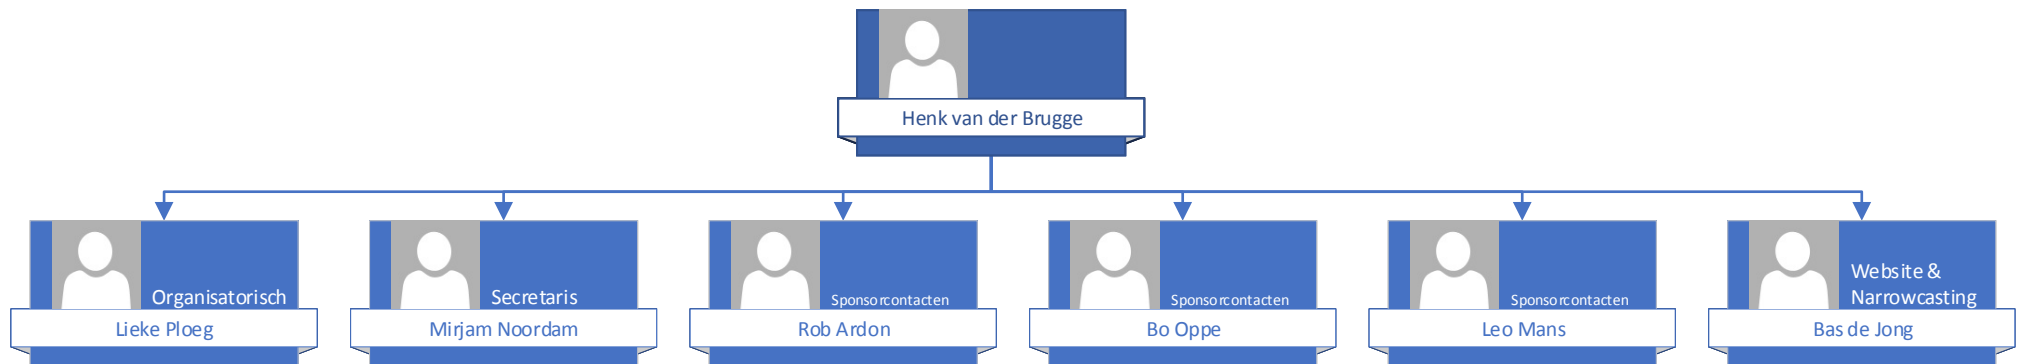 Henk van der Brugge
Organisatorisch
Lieke Ploeg
Secretaris
Mirjam Noordam
Sponsorcontacten
Rob Ardon
Sponsorcontacten
Bo Oppe
Sponsorcontacten
Leo Mans
Website &
Narrowcasting
Bas de Jong